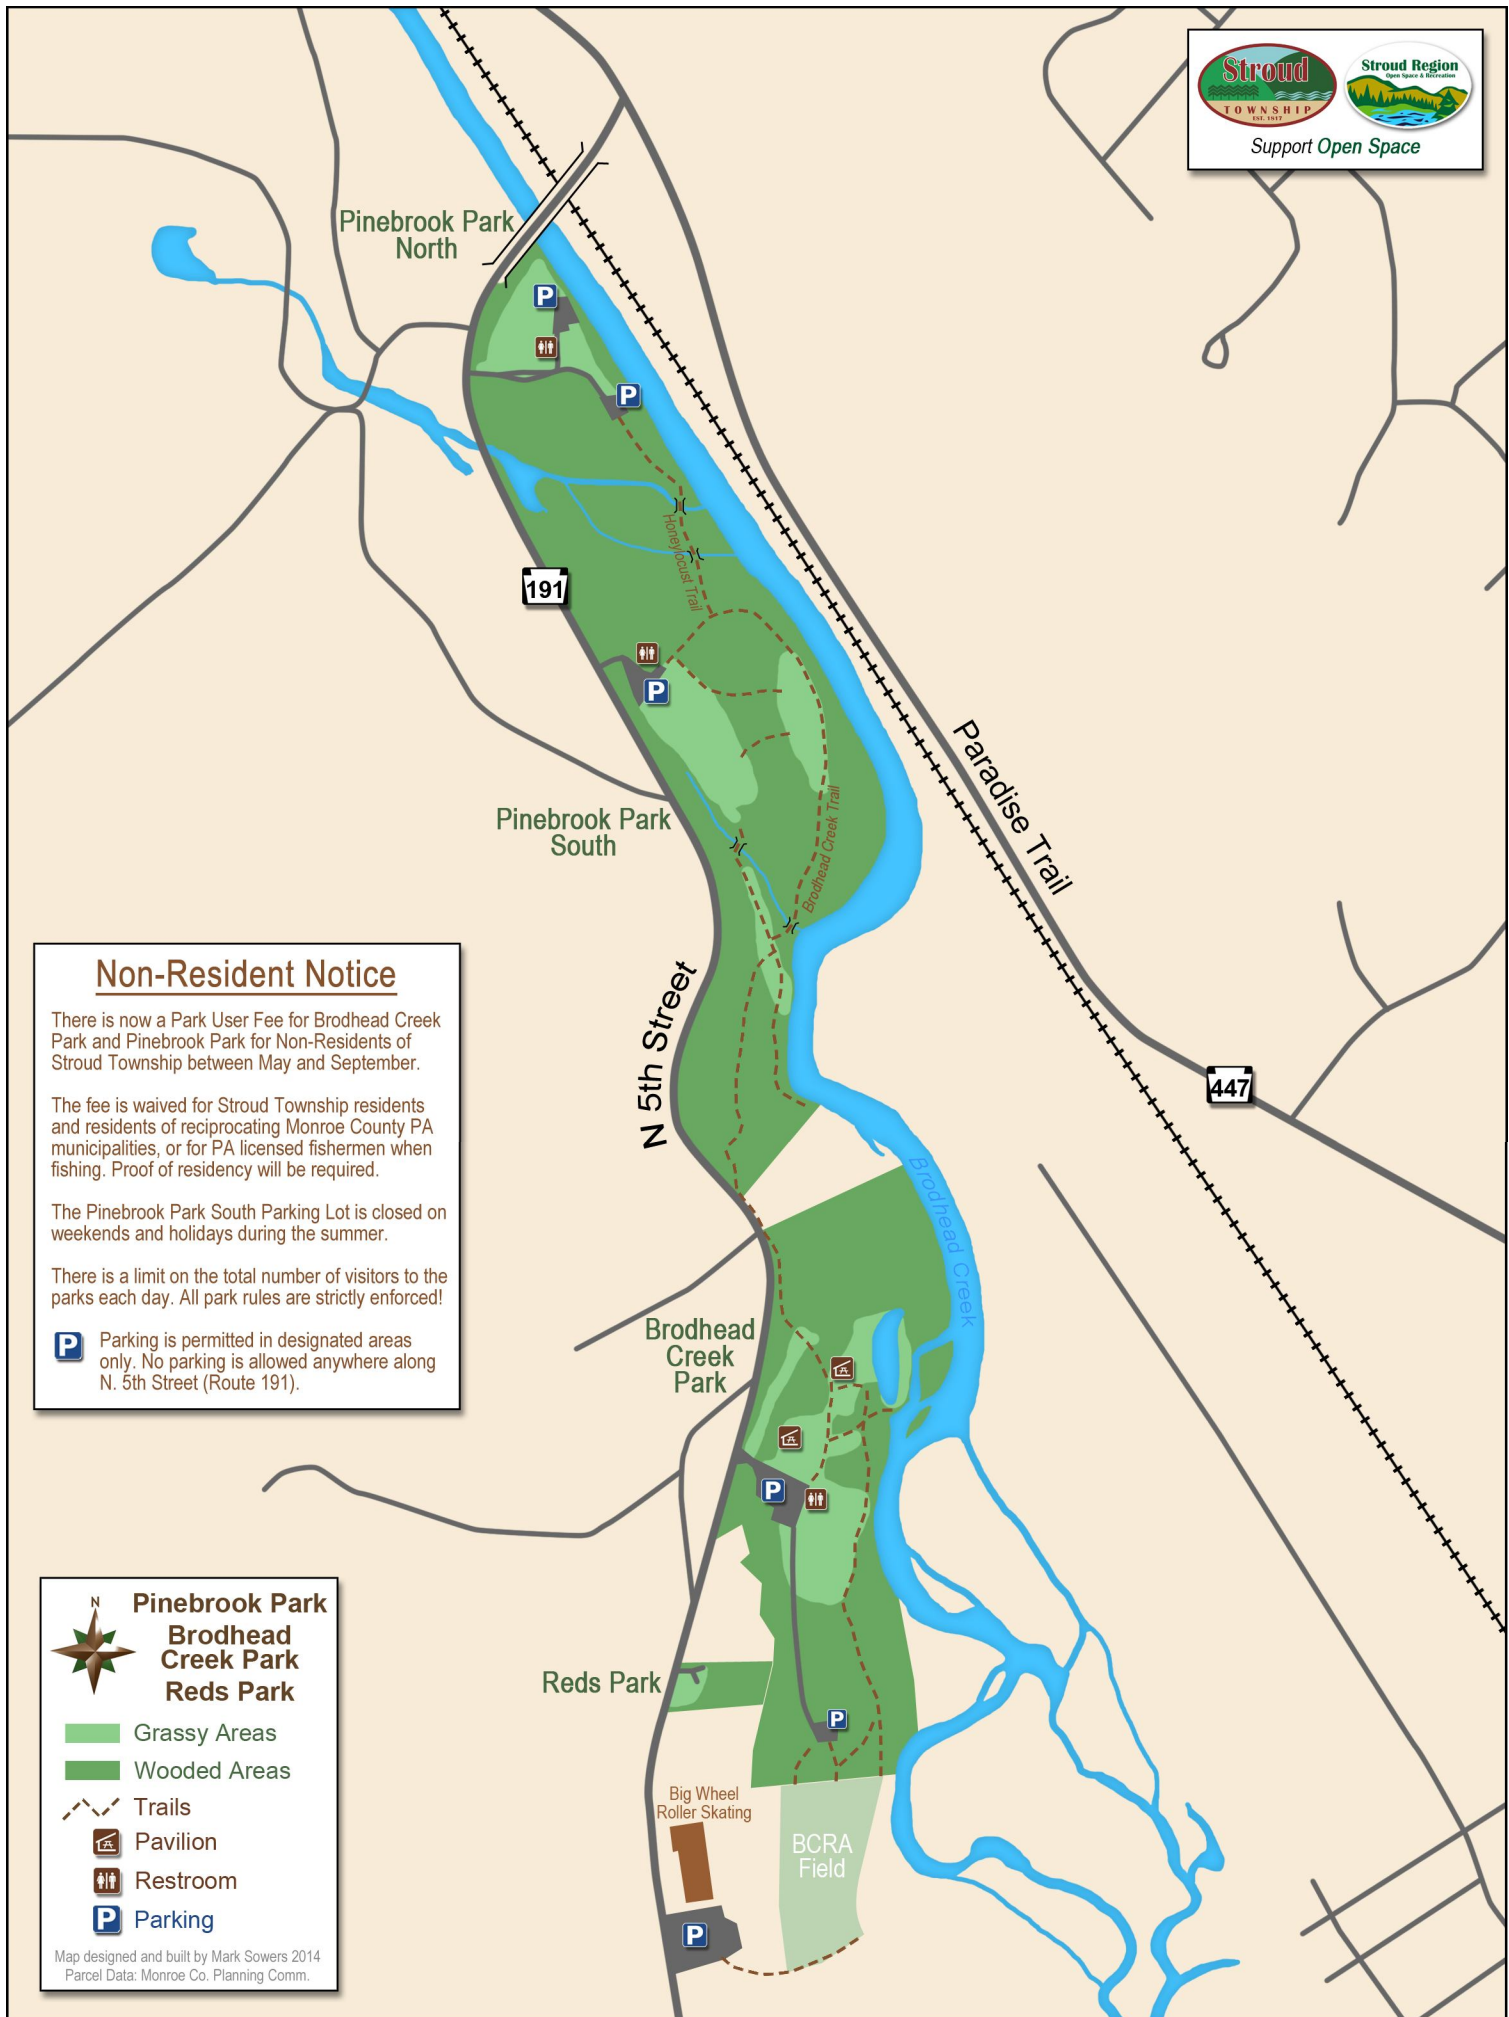 Stroud
TOWNSHIP
EST. 1817
Stroud Region
Open Space & Recreation
Support Open Space
Pinebrook Park
North
P
P
Honeylocust Trail
191
P
Paradise Trail
Pinebrook Park
South
Brodhead Creek Trail
N 5th Street
447
Brodhead Creek
Brodhead
Creek
Park
P
Reds Park
P
Big Wheel
Roller Skating
BCRA
Field
P
Non-Resident Notice
There is now a Park User Fee for Brodhead Creek
Park and Pinebrook Park for Non-Residents of
Stroud Township between May and September.
The fee is waived for Stroud Township residents
and residents of reciprocating Monroe County PA
municipalities, or for PA licensed fishermen when
fishing. Proof of residency will be required.
The Pinebrook Park South Parking Lot is closed on
weekends and holidays during the summer.
There is a limit on the total number of visitors to the
parks each day. All park rules are strictly enforced!
P
Parking is permitted in designated areas
only. No parking is allowed anywhere along
N. 5th Street (Route 191).
N
Pinebrook Park
Brodhead
Creek Park
Reds Park
Grassy Areas
Wooded Areas
Trails
Pavilion
Restroom
P Parking
Map designed and built by Mark Sowers 2014
Parcel Data: Monroe Co. Planning Comm.